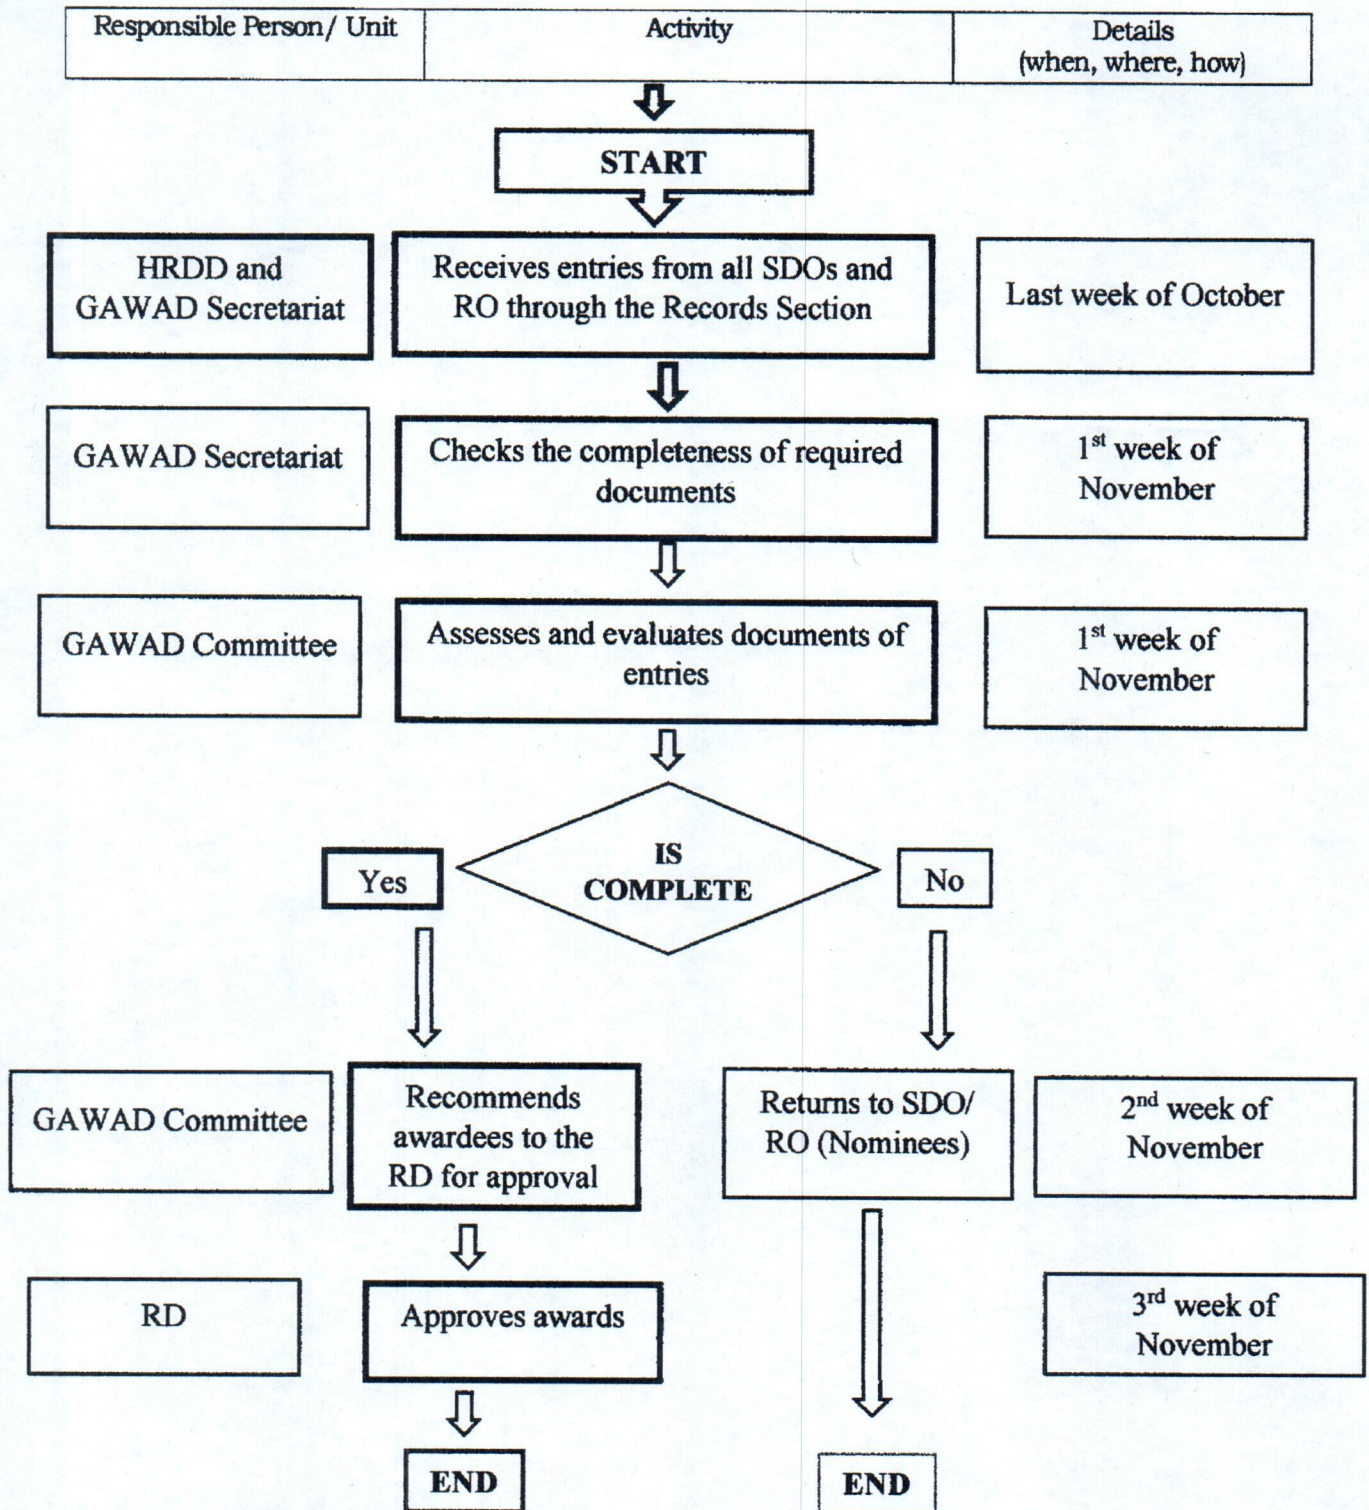 Responsible Person/ Unit
Activity
Details
(when, where, how)
START
HRDD and
GAWAD Secretariat
Receives entries from all SDOs and
RO through the Records Section
Last week of October
GAWAD Secretariat
Checks the completeness of required
documents
1st week of
November
GAWAD Committee
Assesses and evaluates documents of
entries
1st week of
November
IS
COMPLETE
Yes
No
GAWAD Committee
Recommends
awardees to the
RD for approval
Returns to SDO/
RO (Nominees)
2nd week of
November
RD
Approves awards
3rd week of
November
END
END